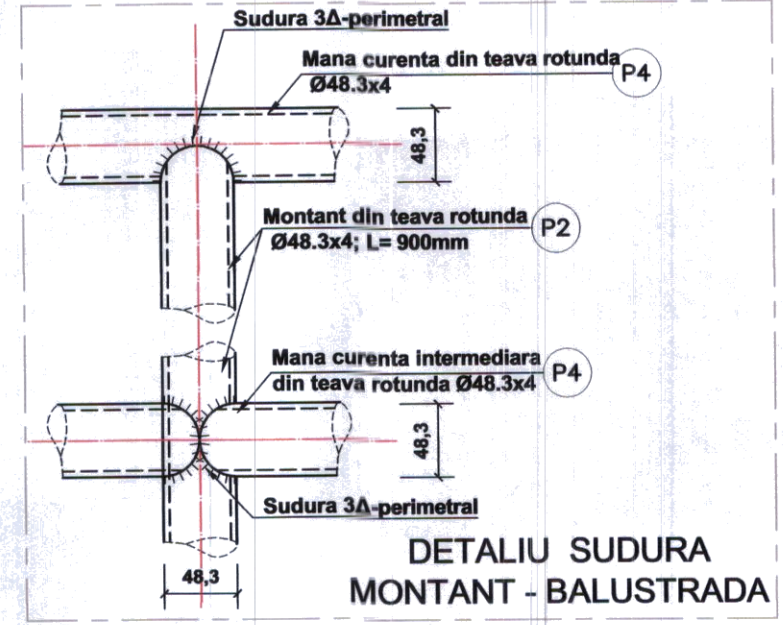 Sudura 3Δ-perimetral
Mana curenta din teava rotunda
Ø48.3x4
P4
48,3
Montant din teava rotunda
Ø48.3x4; L= 900mm
P2
Mana curenta intermediara
din teava rotunda Ø48.3x4
P4
48,3
Sudura 3Δ-perimetral
48,3
DETALIU SUDURA
MONTANT - BALUSTRADA